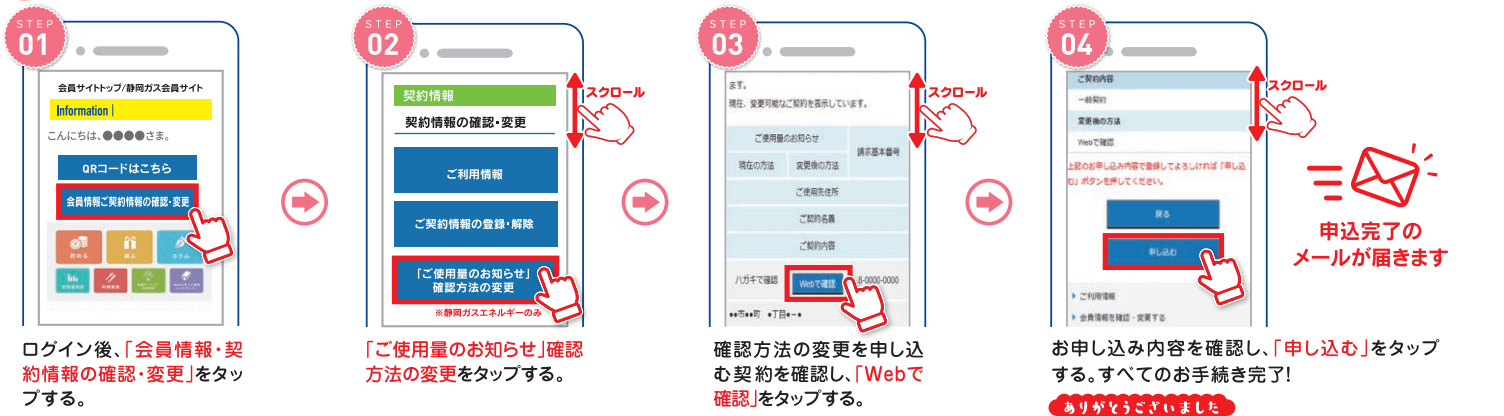 STEP
01
会員サイトトップ/静岡ガス会員サイト
Information
こんにちは、●●●●さま。
QRコードはこちら
会員情報ご契約情報の確認・変更
ログイン後、「会員情報・契
約情報の確認・変更」をタッ
プする。
STEP
02
契約情報
契約情報の確認・変更
ご利用情報
ご契約情報の登録・解除
「ご使用量のお知らせ」
確認方法の変更
※静岡ガスエネルギーのみ
スクロール
「ご使用量のお知らせ」確認
方法の変更をタップする。
STEP
03
ます。
現在、変更可能なご契約を表示しています。
ご使用量のお知らせ
請求基本番号
現在の方法 変更後の方法
ご使用先住所
ご契約名義
ご契約内容
ハガキで確認 Webで確認 8-0000-0000
●●市●●町 ●丁目●-●
スクロール
確認方法の変更を申し込
む契約を確認し、「Webで
確認」をタップする。
STEP
04
ご契約内容
一般契約
変更後の方法
Webで確認
上記のお申し込み内容で登録してよろしければ「申し込
む」ボタンを押してください。
戻る
申し込む
ご利用情報
会員情報を確認・変更する
スクロール
お申し込み内容を確認し、「申し込む」をタップ
する。すべてのお手続き完了!
ありがとうございました
申込完了の
メールが届きます